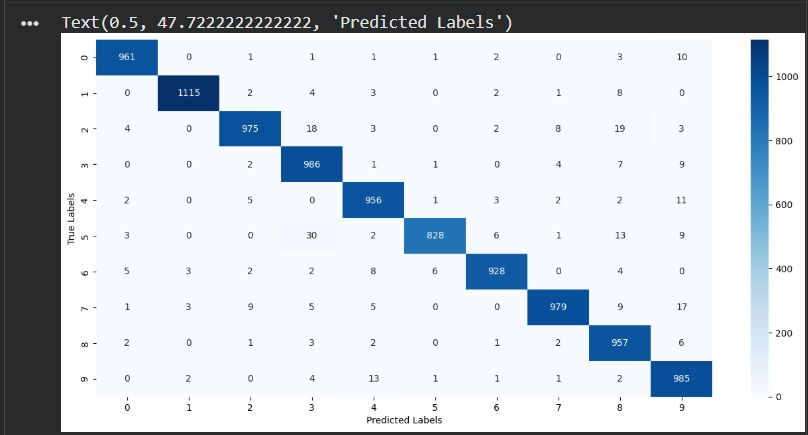 ••• Text(0.5, 47.7222222222222, 'Predicted Labels')
0 961 0 1 1 1 1 2 0 3 10
1 0 1115 2 4 3 0 2 1 8 0
2 4 0 975 18 3 0 2 8 19 3
3 0 0 2 986 1 1 0 4 7 9
4 2 0 5 0 956 1 3 2 2 11
5 3 0 0 30 2 828 6 1 13 9
6 5 3 2 2 8 6 928 0 4 0
7 1 3 9 5 5 0 0 979 9 17
8 2 0 1 3 2 0 1 2 957 6
9 0 2 0 4 13 1 1 1 2 985
0 1 2 3 4 5 6 7 8 9
True Labels
Predicted Labels
1000
800
600
400
200
0